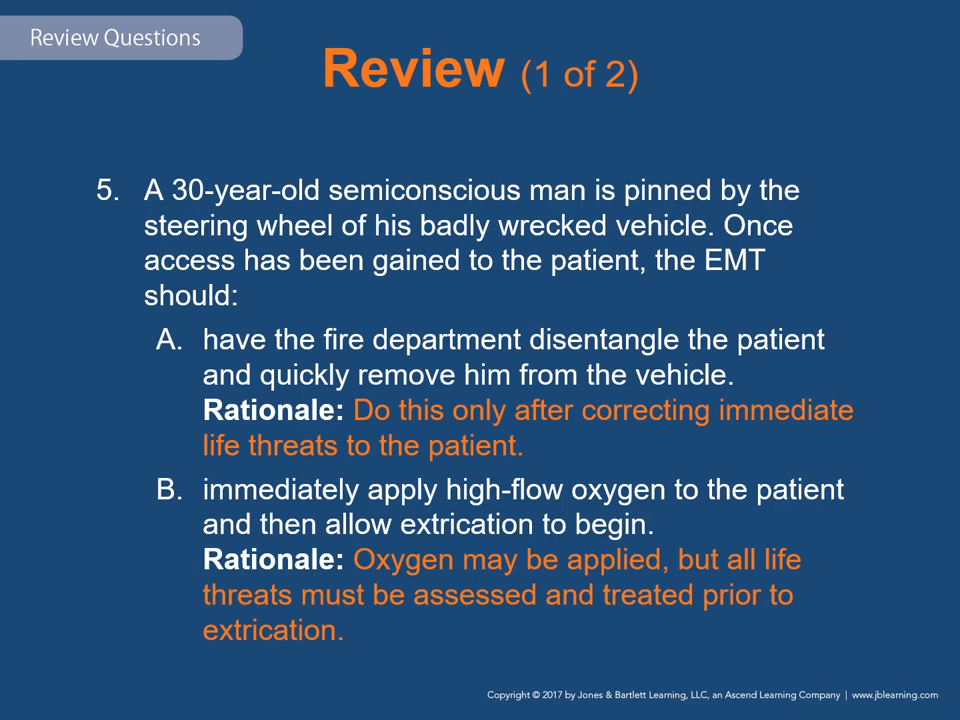 Review Questions
Review (1 of 2)
5. A 30-year-old semiconscious man is pinned by the
steering wheel of his badly wrecked vehicle. Once
access has been gained to the patient, the EMT
should:
A. have the fire department disentangle the patient
and quickly remove him from the vehicle.
Rationale: Do this only after correcting immediate
life threats to the patient.
B. immediately apply high-flow oxygen to the patient
and then allow extrication to begin.
Rationale: Oxygen may be applied, but all life
threats must be assessed and treated prior to
extrication.
Copyright © 2017 by Jones & Bartlett Learning, LLC, an Ascend Learning Company | www.jblearning.com